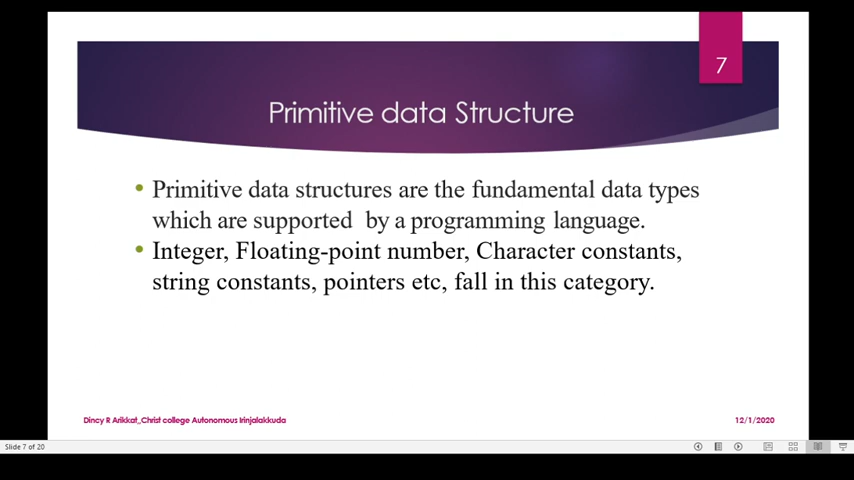 7
Primitive data Structure
• Primitive data structures are the fundamental data types
which are supported by a programming language.
• Integer, Floating-point number, Character constants,
string constants, pointers etc, fall in this category.
Dincy R Arikkat_Christ college Autonomous Irinjalakkuda
12/1/2020
Slide 7 of 20